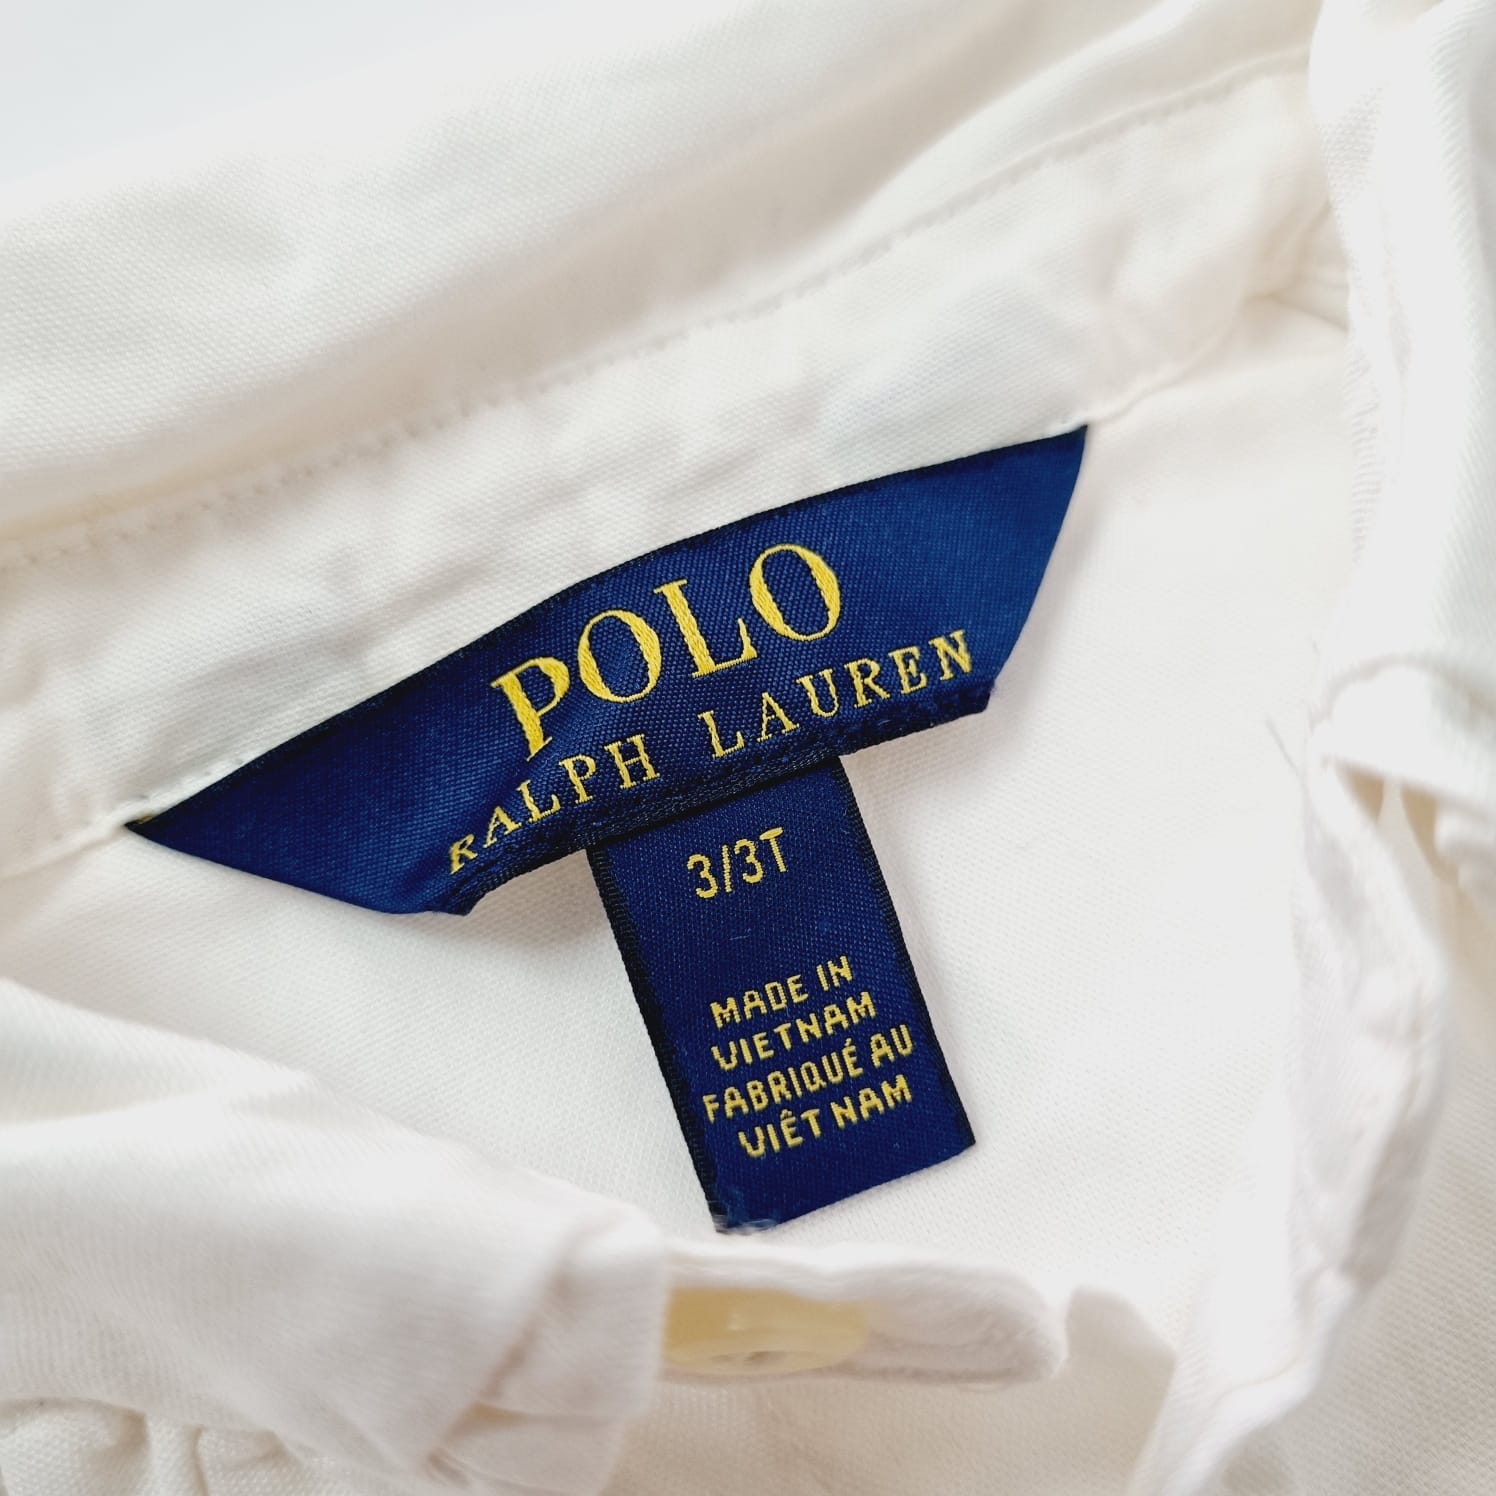 POLO
RALPH LAUREN
3/3T
MADE IN
VIETNAM
FABRIQUÉ AU
VIÊT NAM